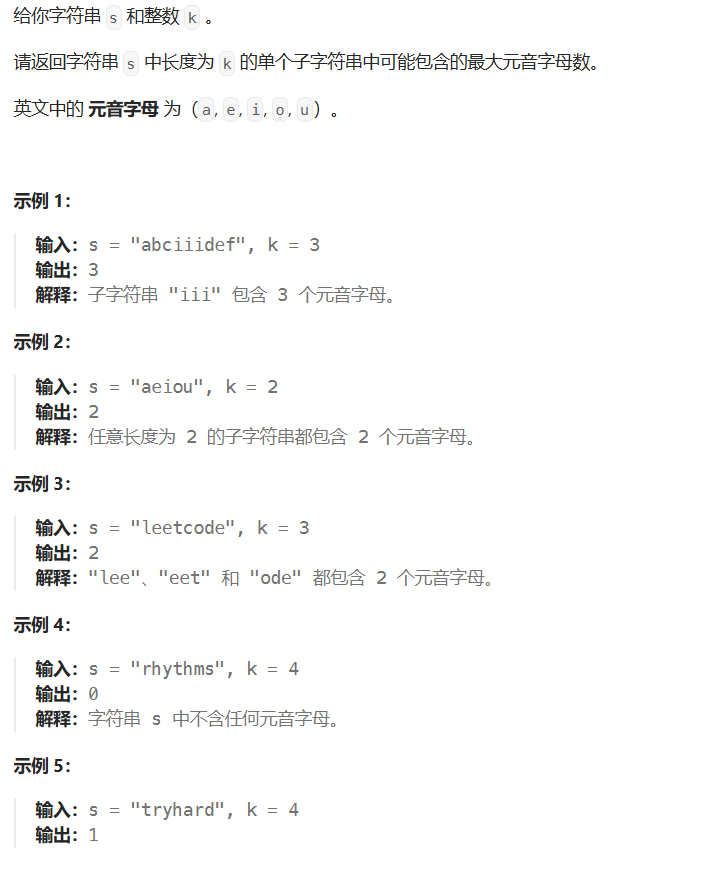 给你字符串 s 和整数 k 。
请返回字符串 s 中长度为 k 的单个子字符串中可能包含的最大元音字母数。
英文中的 元音字母 为（a, e, i, o, u）。
示例 1：
输入：s = "abciiidef", k = 3
输出：3
解释：子字符串 "iii" 包含 3 个元音字母。
示例 2：
输入：s = "aeiou", k = 2
输出：2
解释：任意长度为 2 的子字符串都包含 2 个元音字母。
示例 3：
输入：s = "leetcode", k = 3
输出：2
解释："lee"、"eet" 和 "ode" 都包含 2 个元音字母。
示例 4：
输入：s = "rhythms", k = 4
输出：0
解释：字符串 s 中不含任何元音字母。
示例 5：
输入：s = "tryhard", k = 4
输出：1